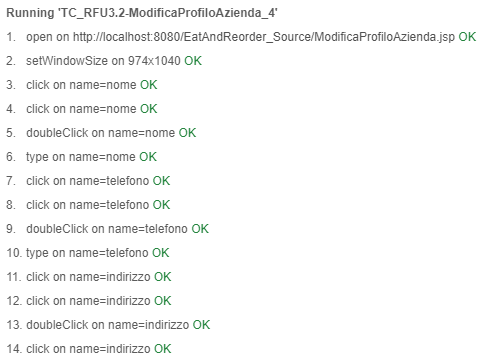 Running 'TC_RFU3.2-ModificaProfiloAzienda_4'
1. open on http://localhost:8080/EatAndReorder_Source/ModificaProfiloAzienda.jsp OK
2. setWindowSize on 974x1040 OK
3. click on name=nome OK
4. click on name=nome OK
5. doubleClick on name=nome OK
6. type on name=nome OK
7. click on name=telefono OK
8. click on name=telefono OK
9. doubleClick on name=telefono OK
10. type on name=telefono OK
11. click on name=indirizzo OK
12. click on name=indirizzo OK
13. doubleClick on name=indirizzo OK
14. click on name=indirizzo OK